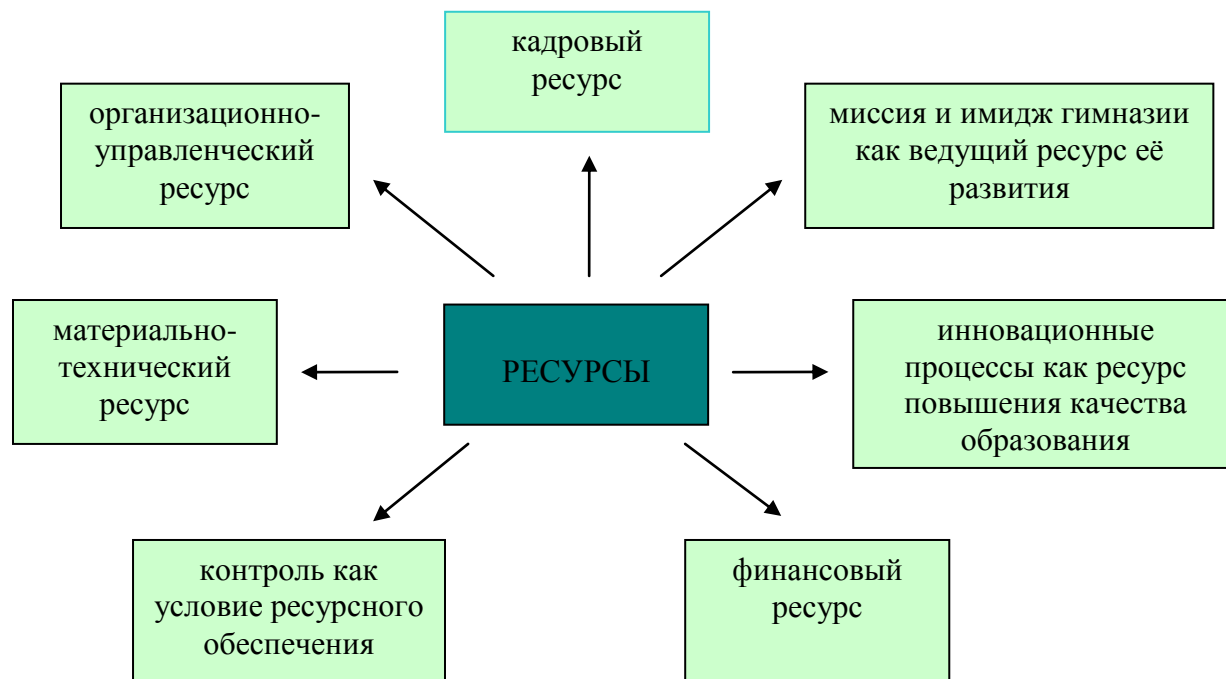 кадровый
ресурс
организационно-
управленческий
ресурс
миссия и имидж гимназии
как ведущий ресурс её
развития
материально-
технический
ресурс
РЕСУРСЫ
инновационные
процессы как ресурс
повышения качества
образования
контроль как
условие ресурсного
обеспечения
финансовый
ресурс